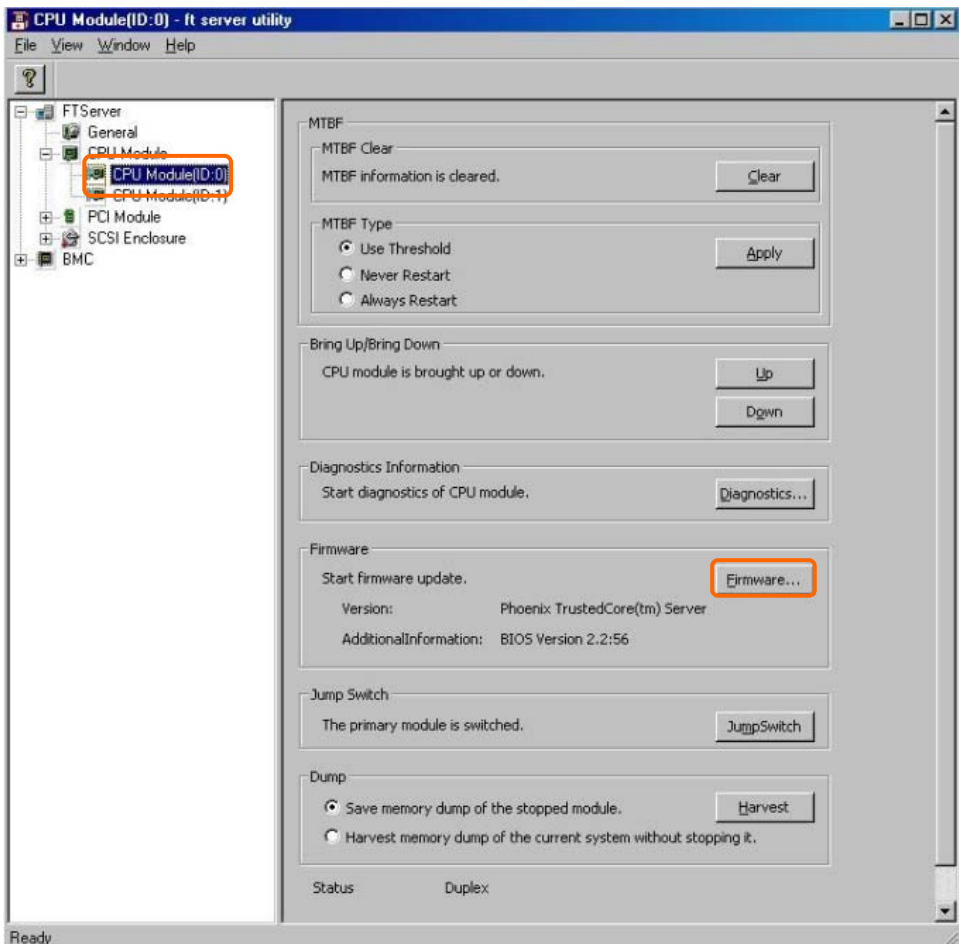 CPU Module(ID:0) - ft server utility
File View Window Help
FTServer
General
CPU Module
CPU Module(ID:0)
CPU Module(ID:1)
PCI Module
SCSI Enclosure
BMC
MTBF
MTBF Clear
MTBF information is cleared. Clear
MTBF Type
Use Threshold Apply
Never Restart
Always Restart
Bring Up/Bring Down
CPU module is brought up or down. Up
Down
Diagnostics Information
Start diagnostics of CPU module. Diagnostics...
Firmware
Start firmware update. Firmware...
Version: Phoenix TrustedCore(tm) Server
AdditionalInformation: BIOS Version 2.2:56
Jump Switch
The primary module is switched. JumpSwitch
Dump
Save memory dump of the stopped module. Harvest
Harvest memory dump of the current system without stopping it.
Status Duplex
Ready